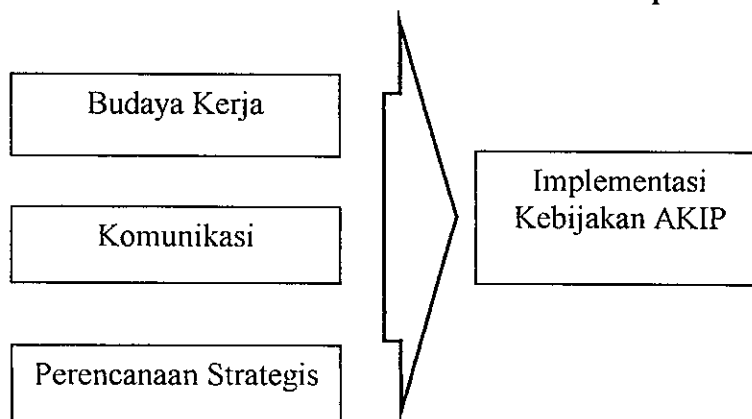 Budaya Kerja
Komunikasi
Perencanaan Strategis
Implementasi
Kebijakan AKIP